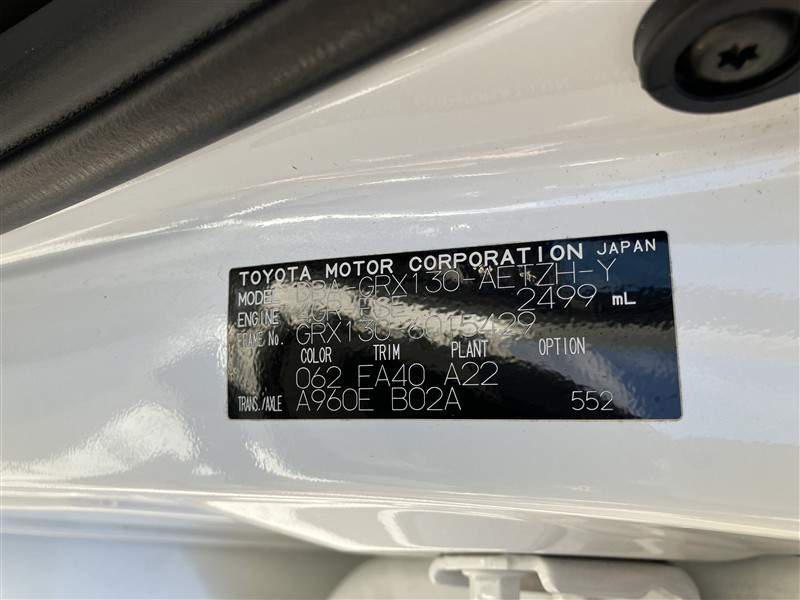 TOYOTA MOTOR CORPORATION JAPAN
MODEL DBA-GRX130-AETZH-Y
ENGINE 4GR-FSE 2499 mL
FRAME No. GRX130-6015429
COLOR TRIM PLANT OPTION
062 FA40 A22
TRANS./AXLE A960E B02A 552